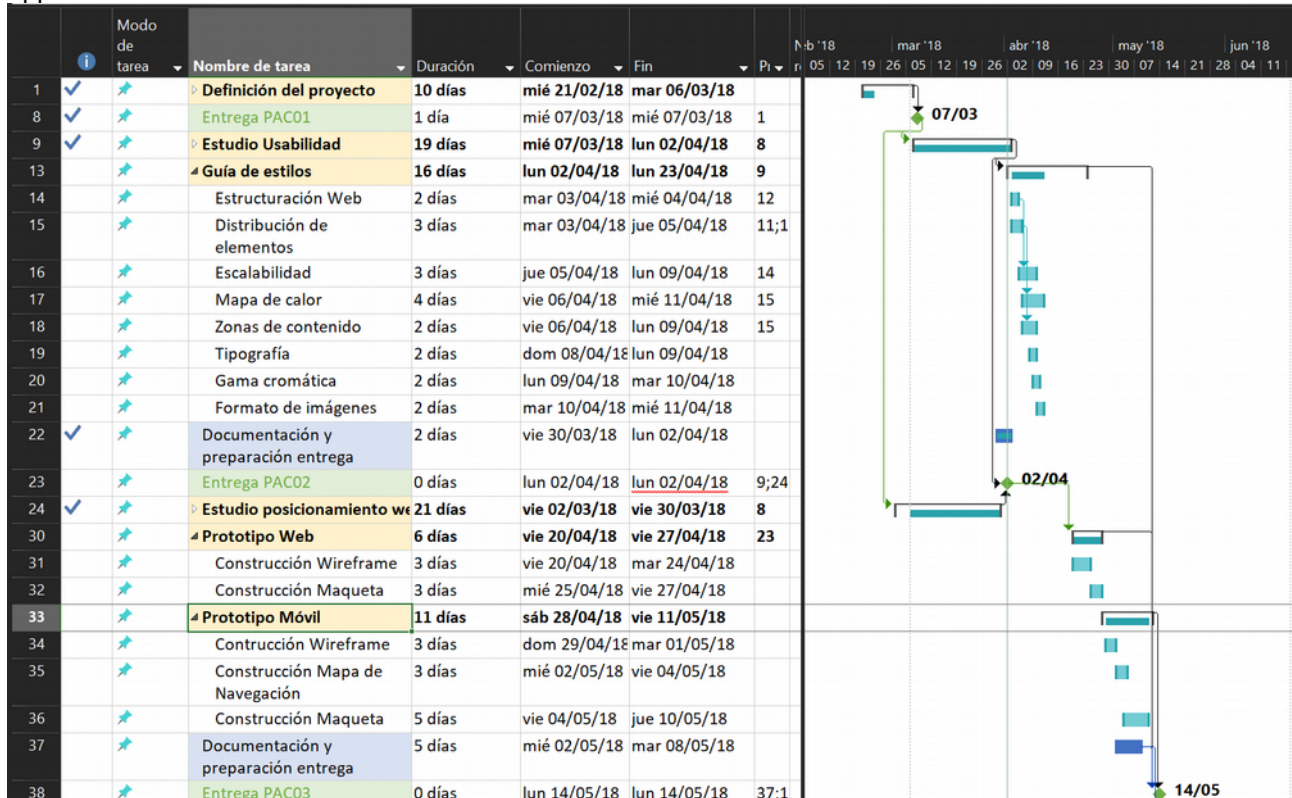 Modo de tarea Nombre de tarea Duración Comienzo Fin
b '18 mar '18 abr '18 may '18 jun '18
05 12 19 26 05 12 19 26 02 09 16 23 30 07 14 21 28 04 11
1 Definición del proyecto 10 días mié 21/02/18 mar 06/03/18
07/03
8 Entrega PAC01 1 día mié 07/03/18 mié 07/03/18 1
9 Estudio Usabilidad 19 días mié 07/03/18 lun 02/04/18 8
13 Guía de estilos 16 días lun 02/04/18 lun 23/04/18 9
14 Estructuración Web 2 días mar 03/04/18 mié 04/04/18 12
15 Distribución de elementos 3 días mar 03/04/18 jue 05/04/18 11;1
16 Escalabilidad 3 días jue 05/04/18 lun 09/04/18 14
17 Mapa de calor 4 días vie 06/04/18 mié 11/04/18 15
18 Zonas de contenido 2 días vie 06/04/18 lun 09/04/18 15
19 Tipografía 2 días dom 08/04/18 lun 09/04/18
20 Gama cromática 2 días lun 09/04/18 mar 10/04/18
21 Formato de imágenes 2 días mar 10/04/18 mié 11/04/18
22 Documentación y preparación entrega 2 días vie 30/03/18 lun 02/04/18
23 Entrega PAC02 0 días lun 02/04/18 lun 02/04/18 9;24
02/04
24 Estudio posicionamiento we 21 días vie 02/03/18 vie 30/03/18 8
30 Prototipo Web 6 días vie 20/04/18 vie 27/04/18 23
31 Construcción Wireframe 3 días vie 20/04/18 mar 24/04/18
32 Construcción Maqueta 3 días mié 25/04/18 vie 27/04/18
33 Prototipo Móvil 11 días sáb 28/04/18 vie 11/05/18
34 Contrucción Wireframe 3 días dom 29/04/18 mar 01/05/18
35 Construcción Mapa de Navegación 3 días mié 02/05/18 vie 04/05/18
36 Construcción Maqueta 5 días vie 04/05/18 jue 10/05/18
37 Documentación y preparación entrega 5 días mié 02/05/18 mar 08/05/18
38 Entrega PAC03 0 días lun 14/05/18 lun 14/05/18 37;1
14/05